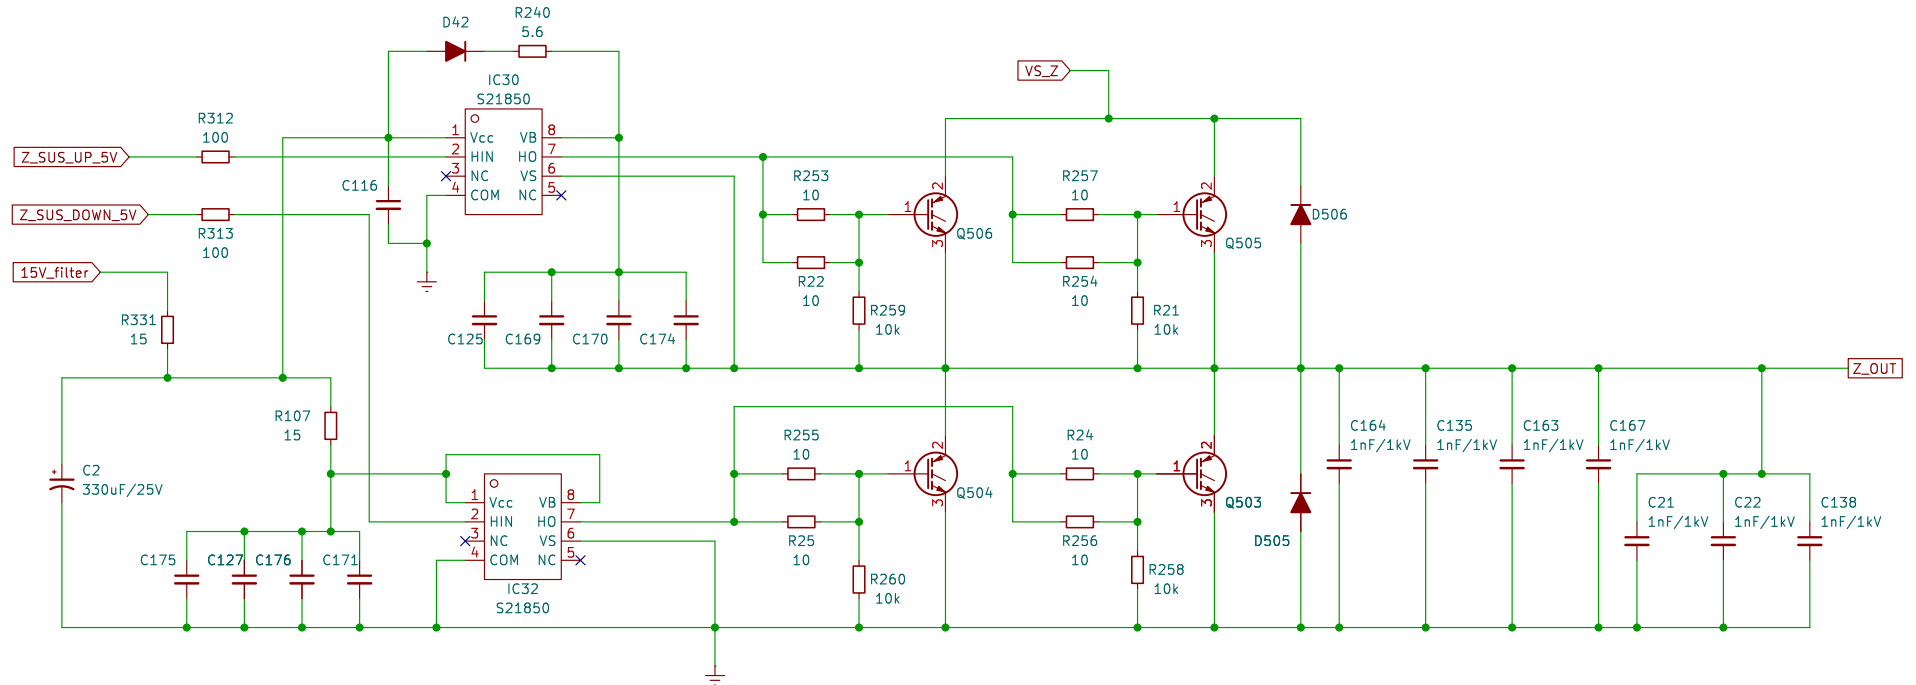 D42
R240
5.6
IC30
S21850
VS_Z
R312
100
Z_SUS_UP_5V
1 Vcc VB 8
2 HIN HO 7
3 NC VS 6
4 COM NC 5
C116
R253
10
R257
10
Z_SUS_DOWN_5V
R313
100
1
2
3
Q506
1
2
3
Q505
D506
15V_filter
R22
10
R254
10
R331
15
R259
10k
R21
10k
C125
C169
C170
C174
Z_OUT
R107
15
R255
10
R24
10
C164
1nF/1kV
C135
1nF/1kV
C163
1nF/1kV
C167
1nF/1kV
C2
330uF/25V
+
1
2
3
Q504
1
2
3
Q503
1 Vcc VB 8
2 HIN HO 7
3 NC VS 6
4 COM NC 5
IC32
S21850
C21
1nF/1kV
C22
1nF/1kV
C138
1nF/1kV
R25
10
R256
10
D505
C175
C127
C176
C171
R260
10k
R258
10k